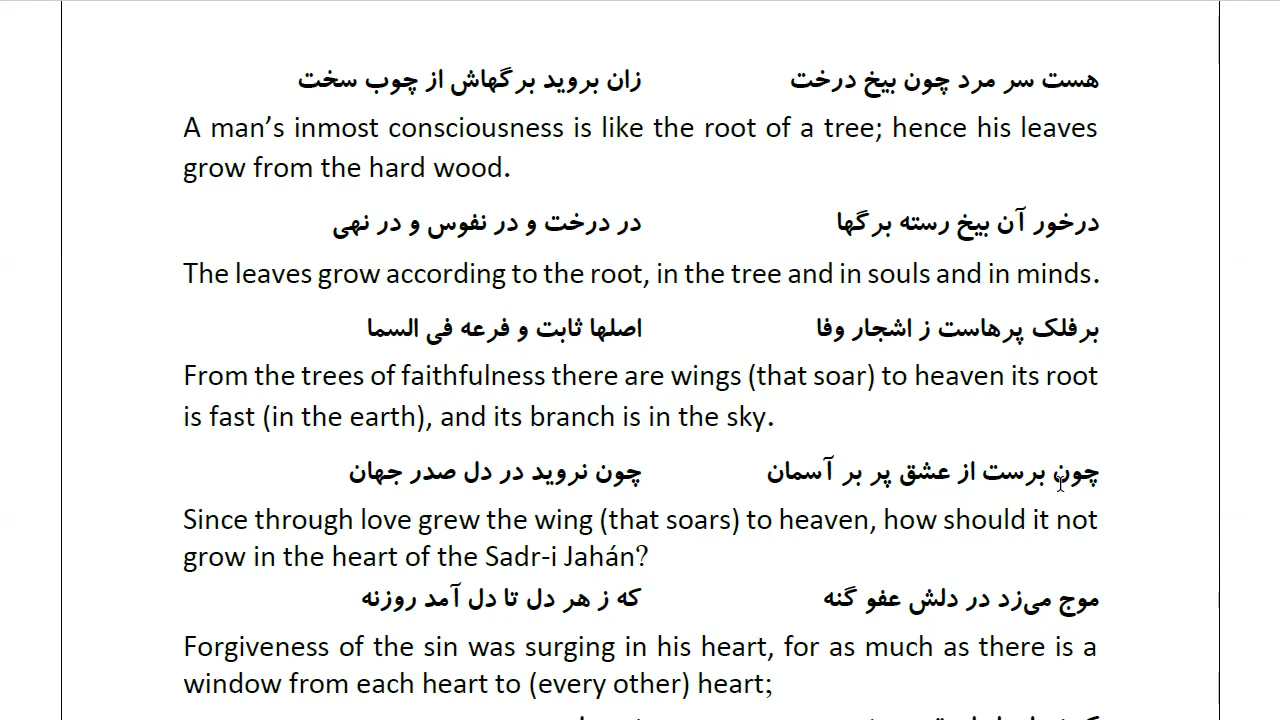 هست سر مرد چون بیخ درخت زان بروید برگهاش از چوب سخت
A man’s inmost consciousness is like the root of a tree; hence his leaves
grow from the hard wood.
درخور آن بیخ رسته برگها در درخت و در نفوس و در نهی
The leaves grow according to the root, in the tree and in souls and in minds.
برفلک پرهاست ز اشجار وفا اصلها ثابت و فرعه فی السما
From the trees of faithfulness there are wings (that soar) to heaven its root
is fast (in the earth), and its branch is in the sky.
چون برست از عشق پر بر آسمان چون نروید در دل صدر جهان
Since through love grew the wing (that soars) to heaven, how should it not
grow in the heart of the Sadr-i Jahán?
موج می‌زد در دلش عفو گنه که ز هر دل تا دل آمد روزنه
Forgiveness of the sin was surging in his heart, for as much as there is a
window from each heart to (every other) heart;